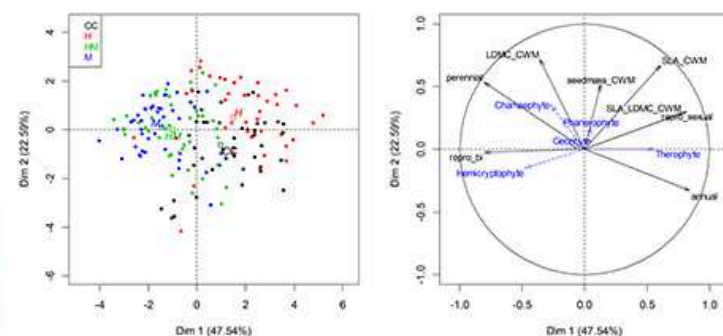 CC
H
HM
M
4
2
0
-2
-4
-6
Dim 2 (22.59%)
-4 -2 0 2 4 6
Dim 1 (47.54%)
H
M
CC
1.0
0.5
0.0
-0.5
-1.0
Dim 2 (22.59%)
LDMC_CWM
SLA_CWM
perennial
seedmass_CWM
Chamaephyte
SLA_LDMC_CWM
repro_sexual
Phanerophyte
Geophyte
repro_bi
Therophyte
Hemicryptophyte
annual
-1.0 -0.5 0.0 0.5 1.0
Dim 1 (47.54%)